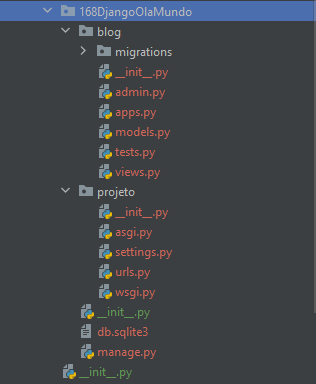 168DjangoOlaMundo
blog
migrations
__init__.py
admin.py
apps.py
models.py
tests.py
views.py
projeto
__init__.py
asgi.py
settings.py
urls.py
wsgi.py
__init__.py
db.sqlite3
manage.py
__init__.py